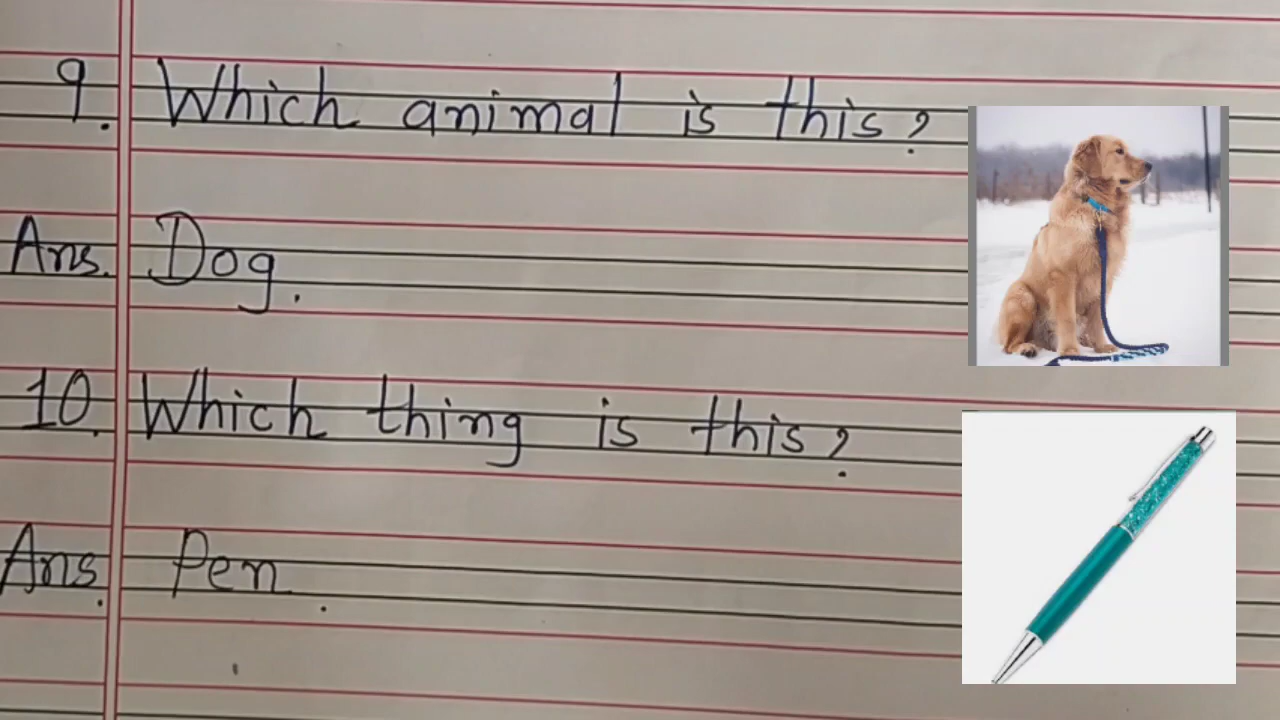 9. Which animal is this?
Ans. Dog.
10. Which thing is this?
Ans. Pen.